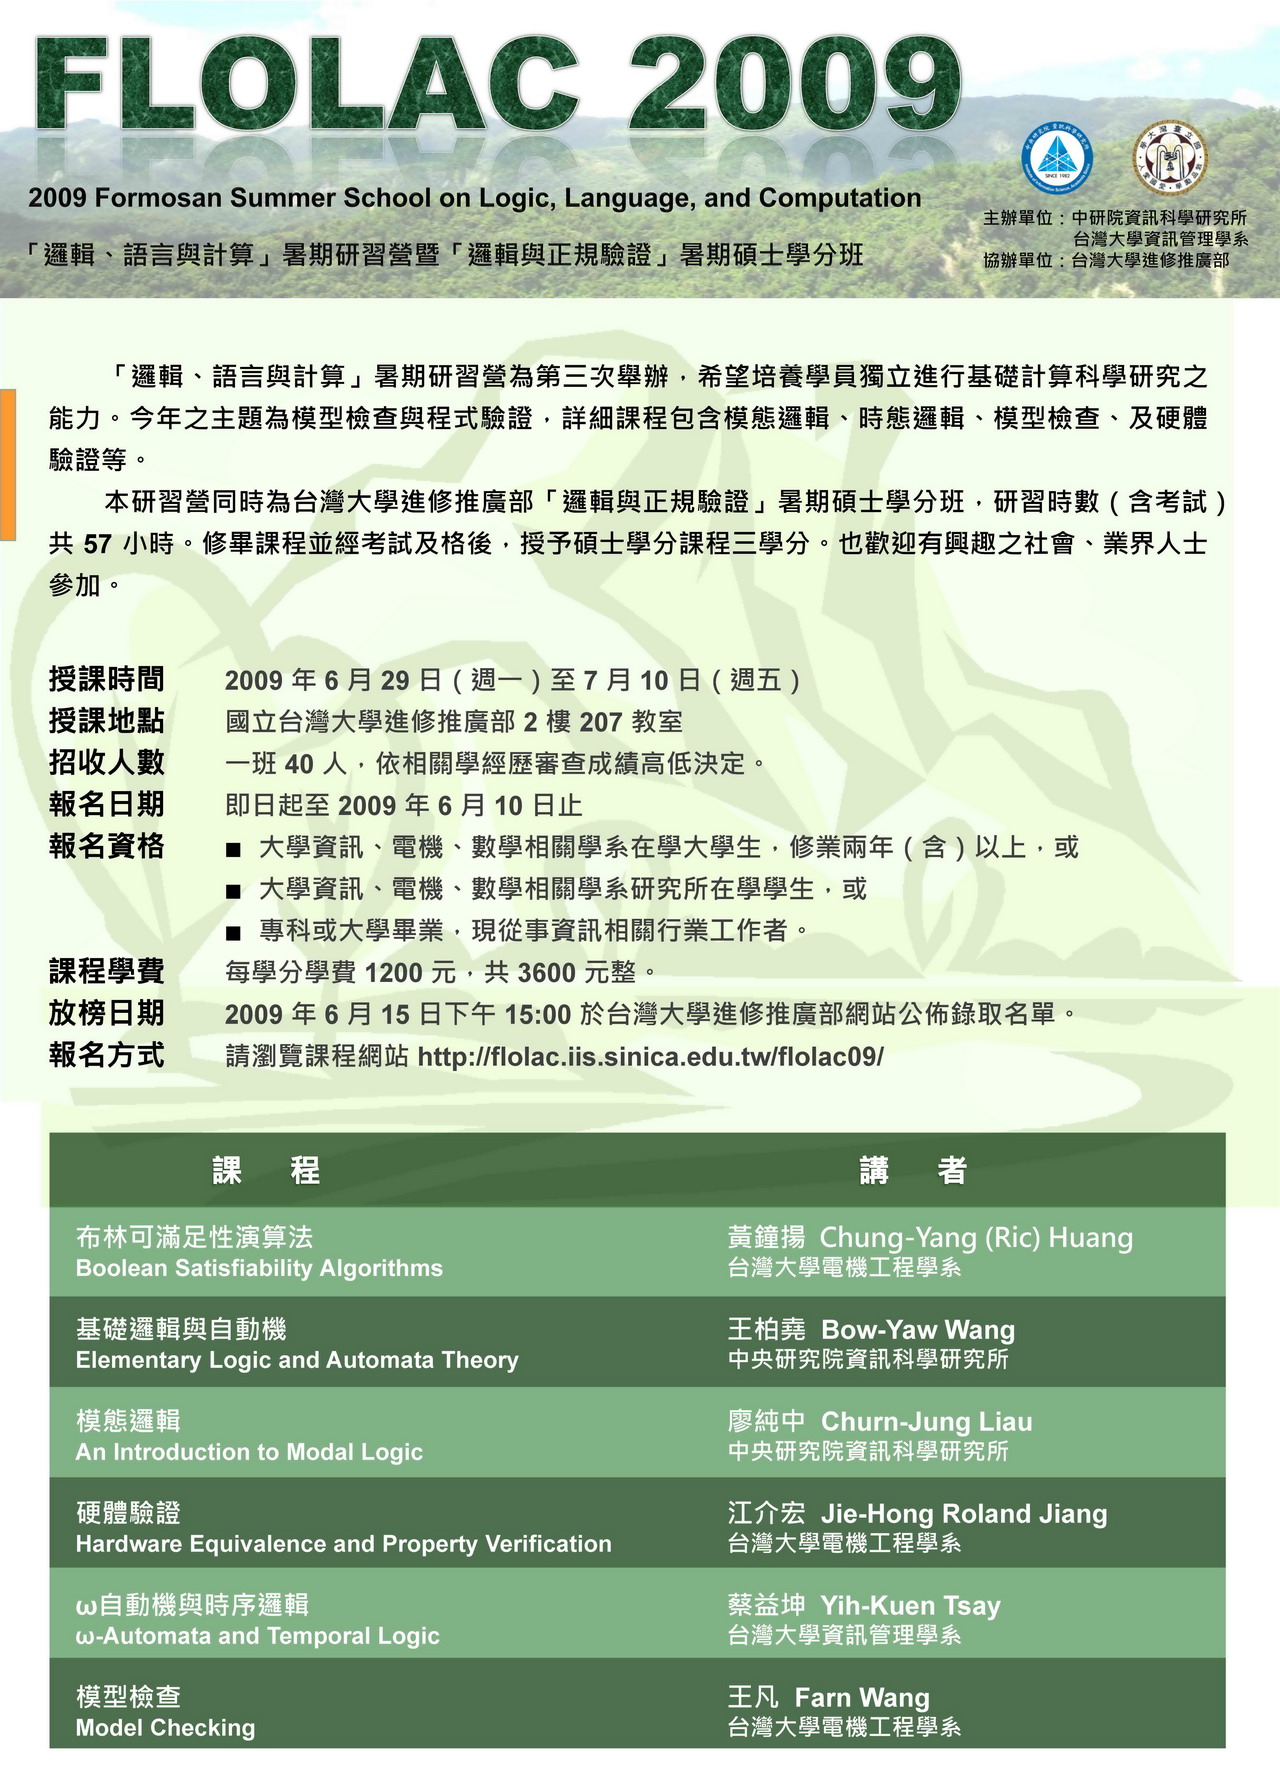 FLOLAC 2009
2009 Formosan Summer School on Logic, Language, and Computation
「邏輯、語言與計算」暑期研習營暨「邏輯與正規驗證」暑期碩士學分班
SINCE 1982
主辦單位：中研院資訊科學研究所
台灣大學資訊管理學系
協辦單位：台灣大學進修推廣部
「邏輯、語言與計算」暑期研習營為第三次舉辦，希望培養學員獨立進行基礎計算科學研究之
能力。今年之主題為模型檢查與程式驗證，詳細課程包含模態邏輯、時態邏輯、模型檢查、及硬體
驗證等。
本研習營同時為台灣大學進修推廣部「邏輯與正規驗證」暑期碩士學分班，研習時數（含考試）
共 57 小時。修畢課程並經考試及格後，授予碩士學分課程三學分。也歡迎有興趣之社會、業界人士
參加。
授課時間 2009 年 6 月 29 日（週一）至 7 月 10 日（週五）
授課地點 國立台灣大學進修推廣部 2 樓 207 教室
招收人數 一班 40 人，依相關學經歷審查成績高低決定。
報名日期 即日起至 2009 年 6 月 10 日止
報名資格 ■ 大學資訊、電機、數學相關學系在學大學生，修業兩年（含）以上，或
■ 大學資訊、電機、數學相關學系研究所在學學生，或
■ 專科或大學畢業，現從事資訊相關行業工作者。
課程學費 每學分學費 1200 元，共 3600 元整。
放榜日期 2009 年 6 月 15 日下午 15:00 於台灣大學進修推廣部網站公佈錄取名單。
報名方式 請瀏覽課程網站 http://flolac.iis.sinica.edu.tw/flolac09/
課 程 講 者
布林可滿足性演算法 黃鐘揚 Chung-Yang (Ric) Huang
Boolean Satisfiability Algorithms 台灣大學電機工程學系
基礎邏輯與自動機 王柏堯 Bow-Yaw Wang
Elementary Logic and Automata Theory 中央研究院資訊科學研究所
模態邏輯 廖純中 Churn-Jung Liau
An Introduction to Modal Logic 中央研究院資訊科學研究所
硬體驗證 江介宏 Jie-Hong Roland Jiang
Hardware Equivalence and Property Verification 台灣大學電機工程學系
ω自動機與時序邏輯 蔡益坤 Yih-Kuen Tsay
ω-Automata and Temporal Logic 台灣大學資訊管理學系
模型檢查 王凡 Farn Wang
Model Checking 台灣大學電機工程學系